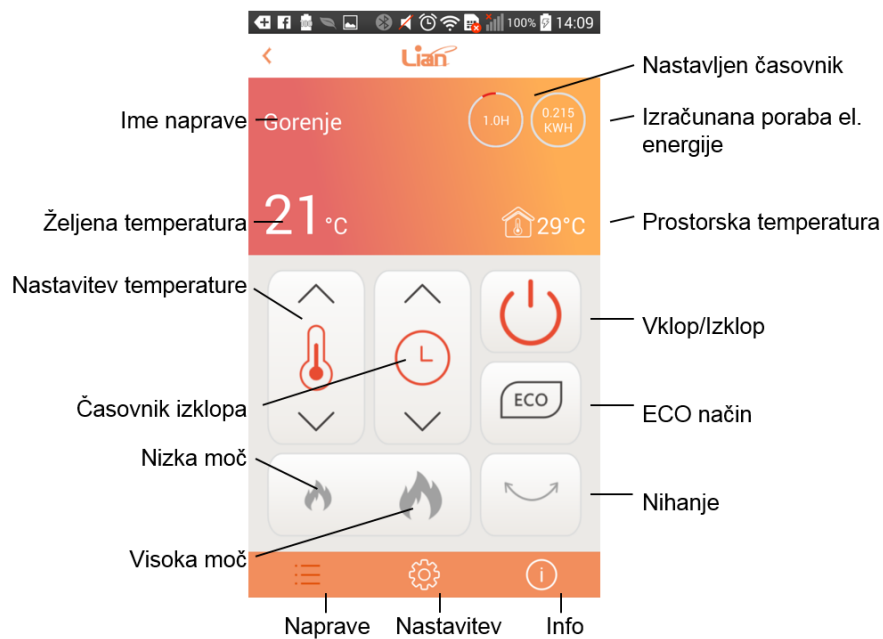 100% 14:09
Lian
Nastavljen časovnik
Ime naprave
Gorenje
1.0H
0.215
KWH
Izračunana poraba el.
energije
Željena temperatura
21°C
29°C
Prostorska temperatura
Nastavitev temperature
Vklop/Izklop
Časovnik izklopa
ECO
ECO način
Nizka moč
Nihanje
Visoka moč
Naprave
Nastavitev
Info